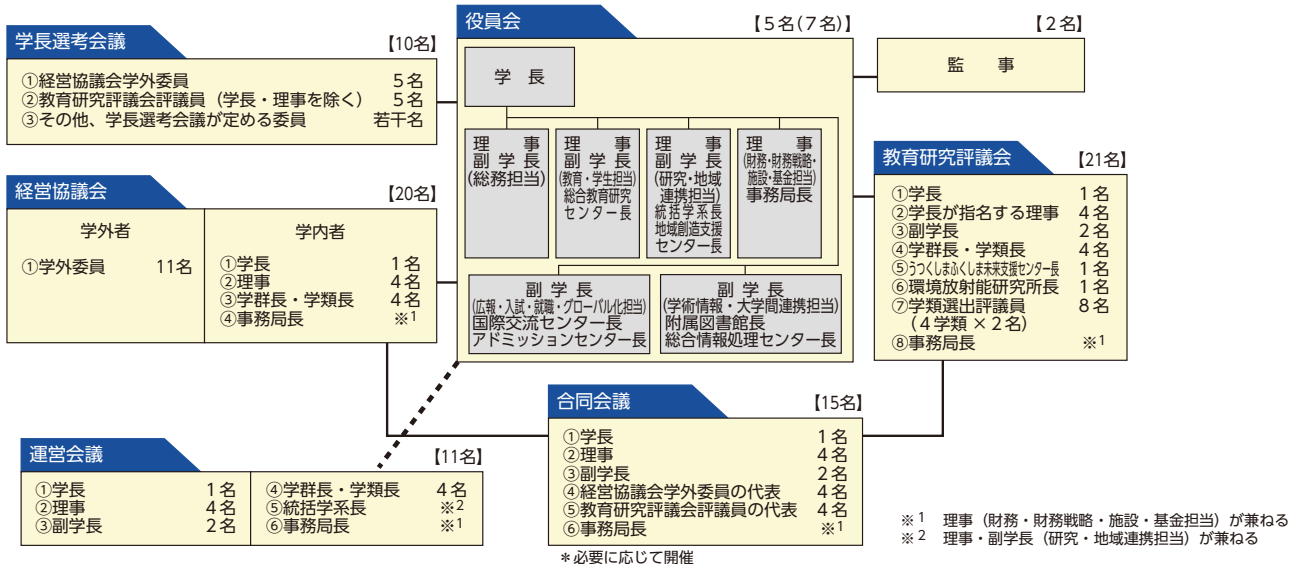 学長選考会議 【10名】
①経営協議会学外委員 5名
②教育研究評議会評議員（学長・理事を除く） 5名
③その他、学長選考会議が定める委員 若干名
役員会 【5名(7名)】
学 長
理 事
副 学 長
(総務担当)
理 事
副 学 長
(教育・学生担当)
総合教育研究
センター長
理 事
副 学 長
(研究・地域
連携担当)
統括学系長
地域創造支援
センター長
理 事
(財務・財務戦略・
施設・基金担当)
事務局長
副 学 長
(広報・入試・就職・グローバル化担当)
国際交流センター長
アドミッションセンター長
副 学 長
(学術情報・大学間連携担当)
附属図書館長
総合情報処理センター長
【2名】
監 事
経営協議会 【20名】
学外者
①学外委員 11名
学内者
①学長 1名
②理事 4名
③学群長・学類長 4名
④事務局長 ※1
教育研究評議会 【21名】
①学長 1名
②学長が指名する理事 4名
③副学長 2名
④学群長・学類長 4名
⑤うつくしまふくしま未来支援センター長 1名
⑥環境放射能研究所長 1名
⑦学類選出評議員 8名
（4学類×2名）
⑧事務局長 ※1
運営会議 【11名】
①学長 1名
②理事 4名
③副学長 2名
④学群長・学類長 4名
⑤統括学系長 ※2
⑥事務局長 ※1
合同会議 【15名】
①学長 1名
②理事 4名
③副学長 2名
④経営協議会学外委員の代表 4名
⑤教育研究評議会評議員の代表 4名
⑥事務局長 ※1
＊必要に応じて開催
※1 理事（財務・財務戦略・施設・基金担当）が兼ねる
※2 理事・副学長（研究・地域連携担当）が兼ねる